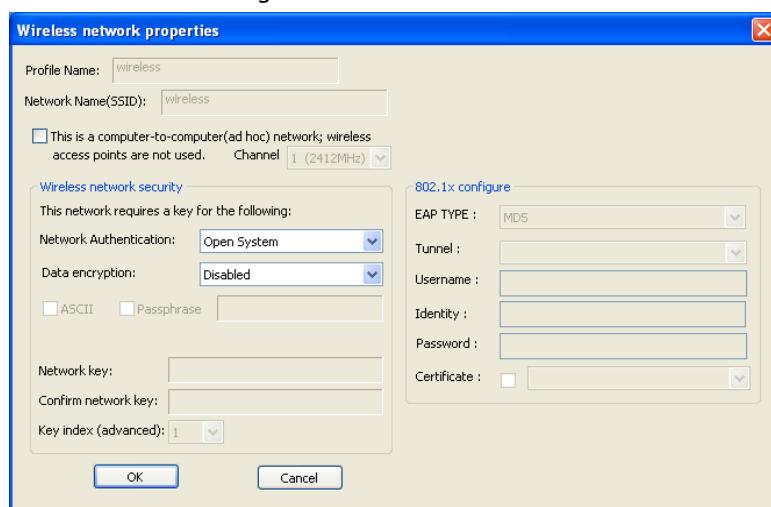 Wireless network properties
Profile Name: wireless
Network Name(SSID): wireless
This is a computer-to-computer(ad hoc) network; wireless
access points are not used. Channel 1 (2412MHz)
Wireless network security
This network requires a key for the following:
Network Authentication: Open System
Data encryption: Disabled
ASCII Passphrase
Network key:
Confirm network key:
Key index (advanced): 1
802.1x configure
EAP TYPE : MD5
Tunnel :
Username :
Identity :
Password :
Certificate :
OK Cancel